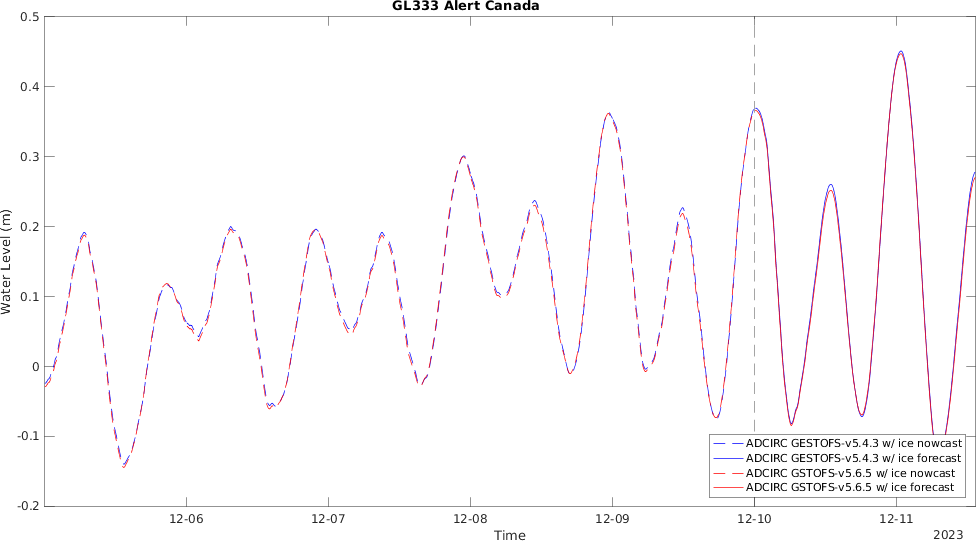 GL333 Alert Canada
0.5
0.4
0.3
0.2
0.1
0
-0.1
-0.2
Water Level (m)
ADCIRC GESTOFS-v5.4.3 w/ ice nowcast
ADCIRC GESTOFS-v5.4.3 w/ ice forecast
ADCIRC GSTOFS-v5.6.5 w/ ice nowcast
ADCIRC GSTOFS-v5.6.5 w/ ice forecast
12-06 12-07 12-08 12-09 12-10 12-11
Time
2023